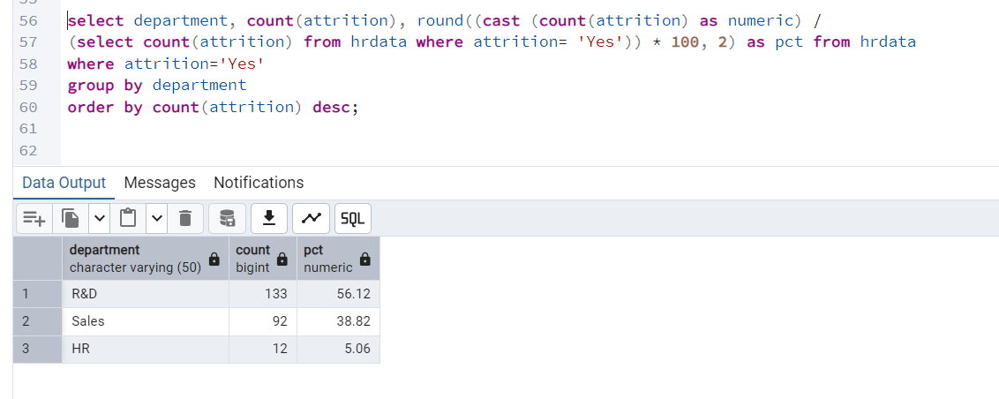 56 select department, count(attrition), round((cast (count(attrition) as numeric) /
57 (select count(attrition) from hrdata where attrition= 'Yes')) * 100, 2) as pct from hrdata
58 where attrition='Yes'
59 group by department
60 order by count(attrition) desc;
61
62
Data Output Messages Notifications
SQL
department count pct
character varying (50) bigint numeric
1 R&D 133 56.12
2 Sales 92 38.82
3 HR 12 5.06